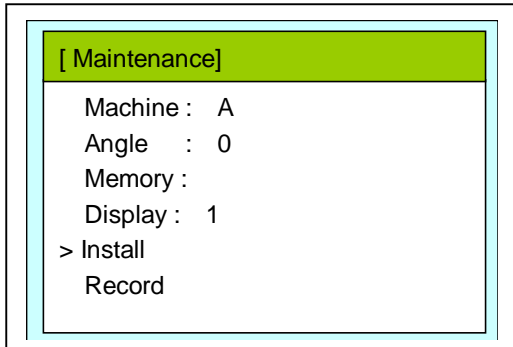 [ Maintenance]
Machine : A
Angle : 0
Memory :
Display : 1
> Install
Record